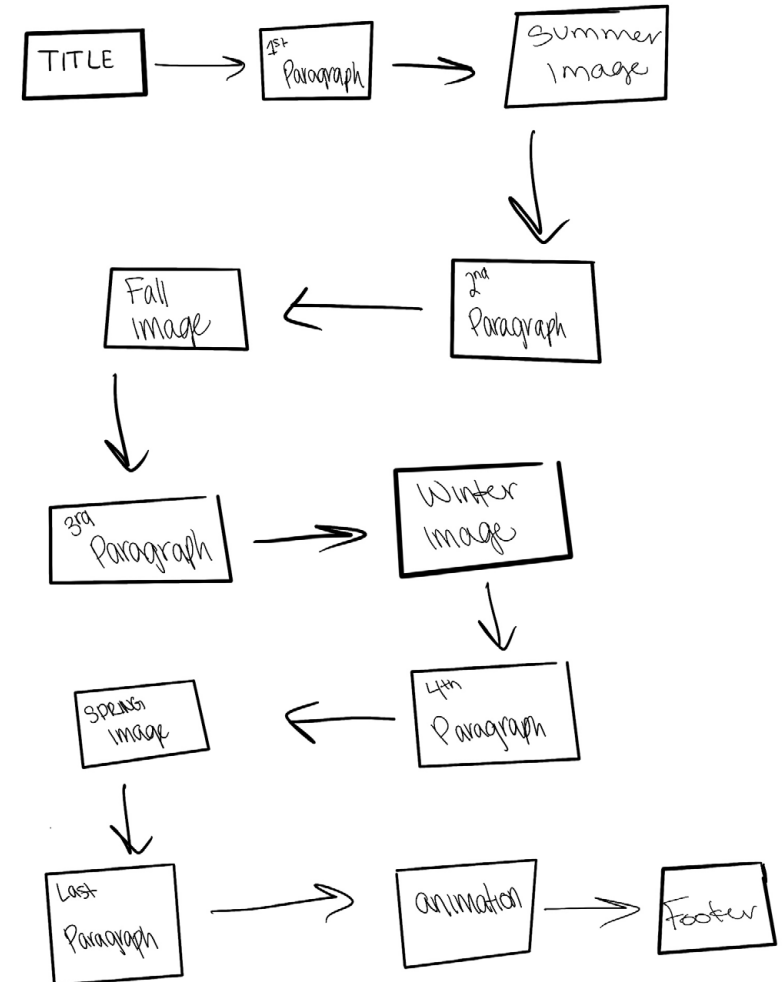 TITLE
1st
Paragraph
Summer
Image
2nd
Paragraph
Fall
Image
3rd
Paragraph
Winter
Image
4th
Paragraph
SPRING
Image
Last
Paragraph
animation
Footer